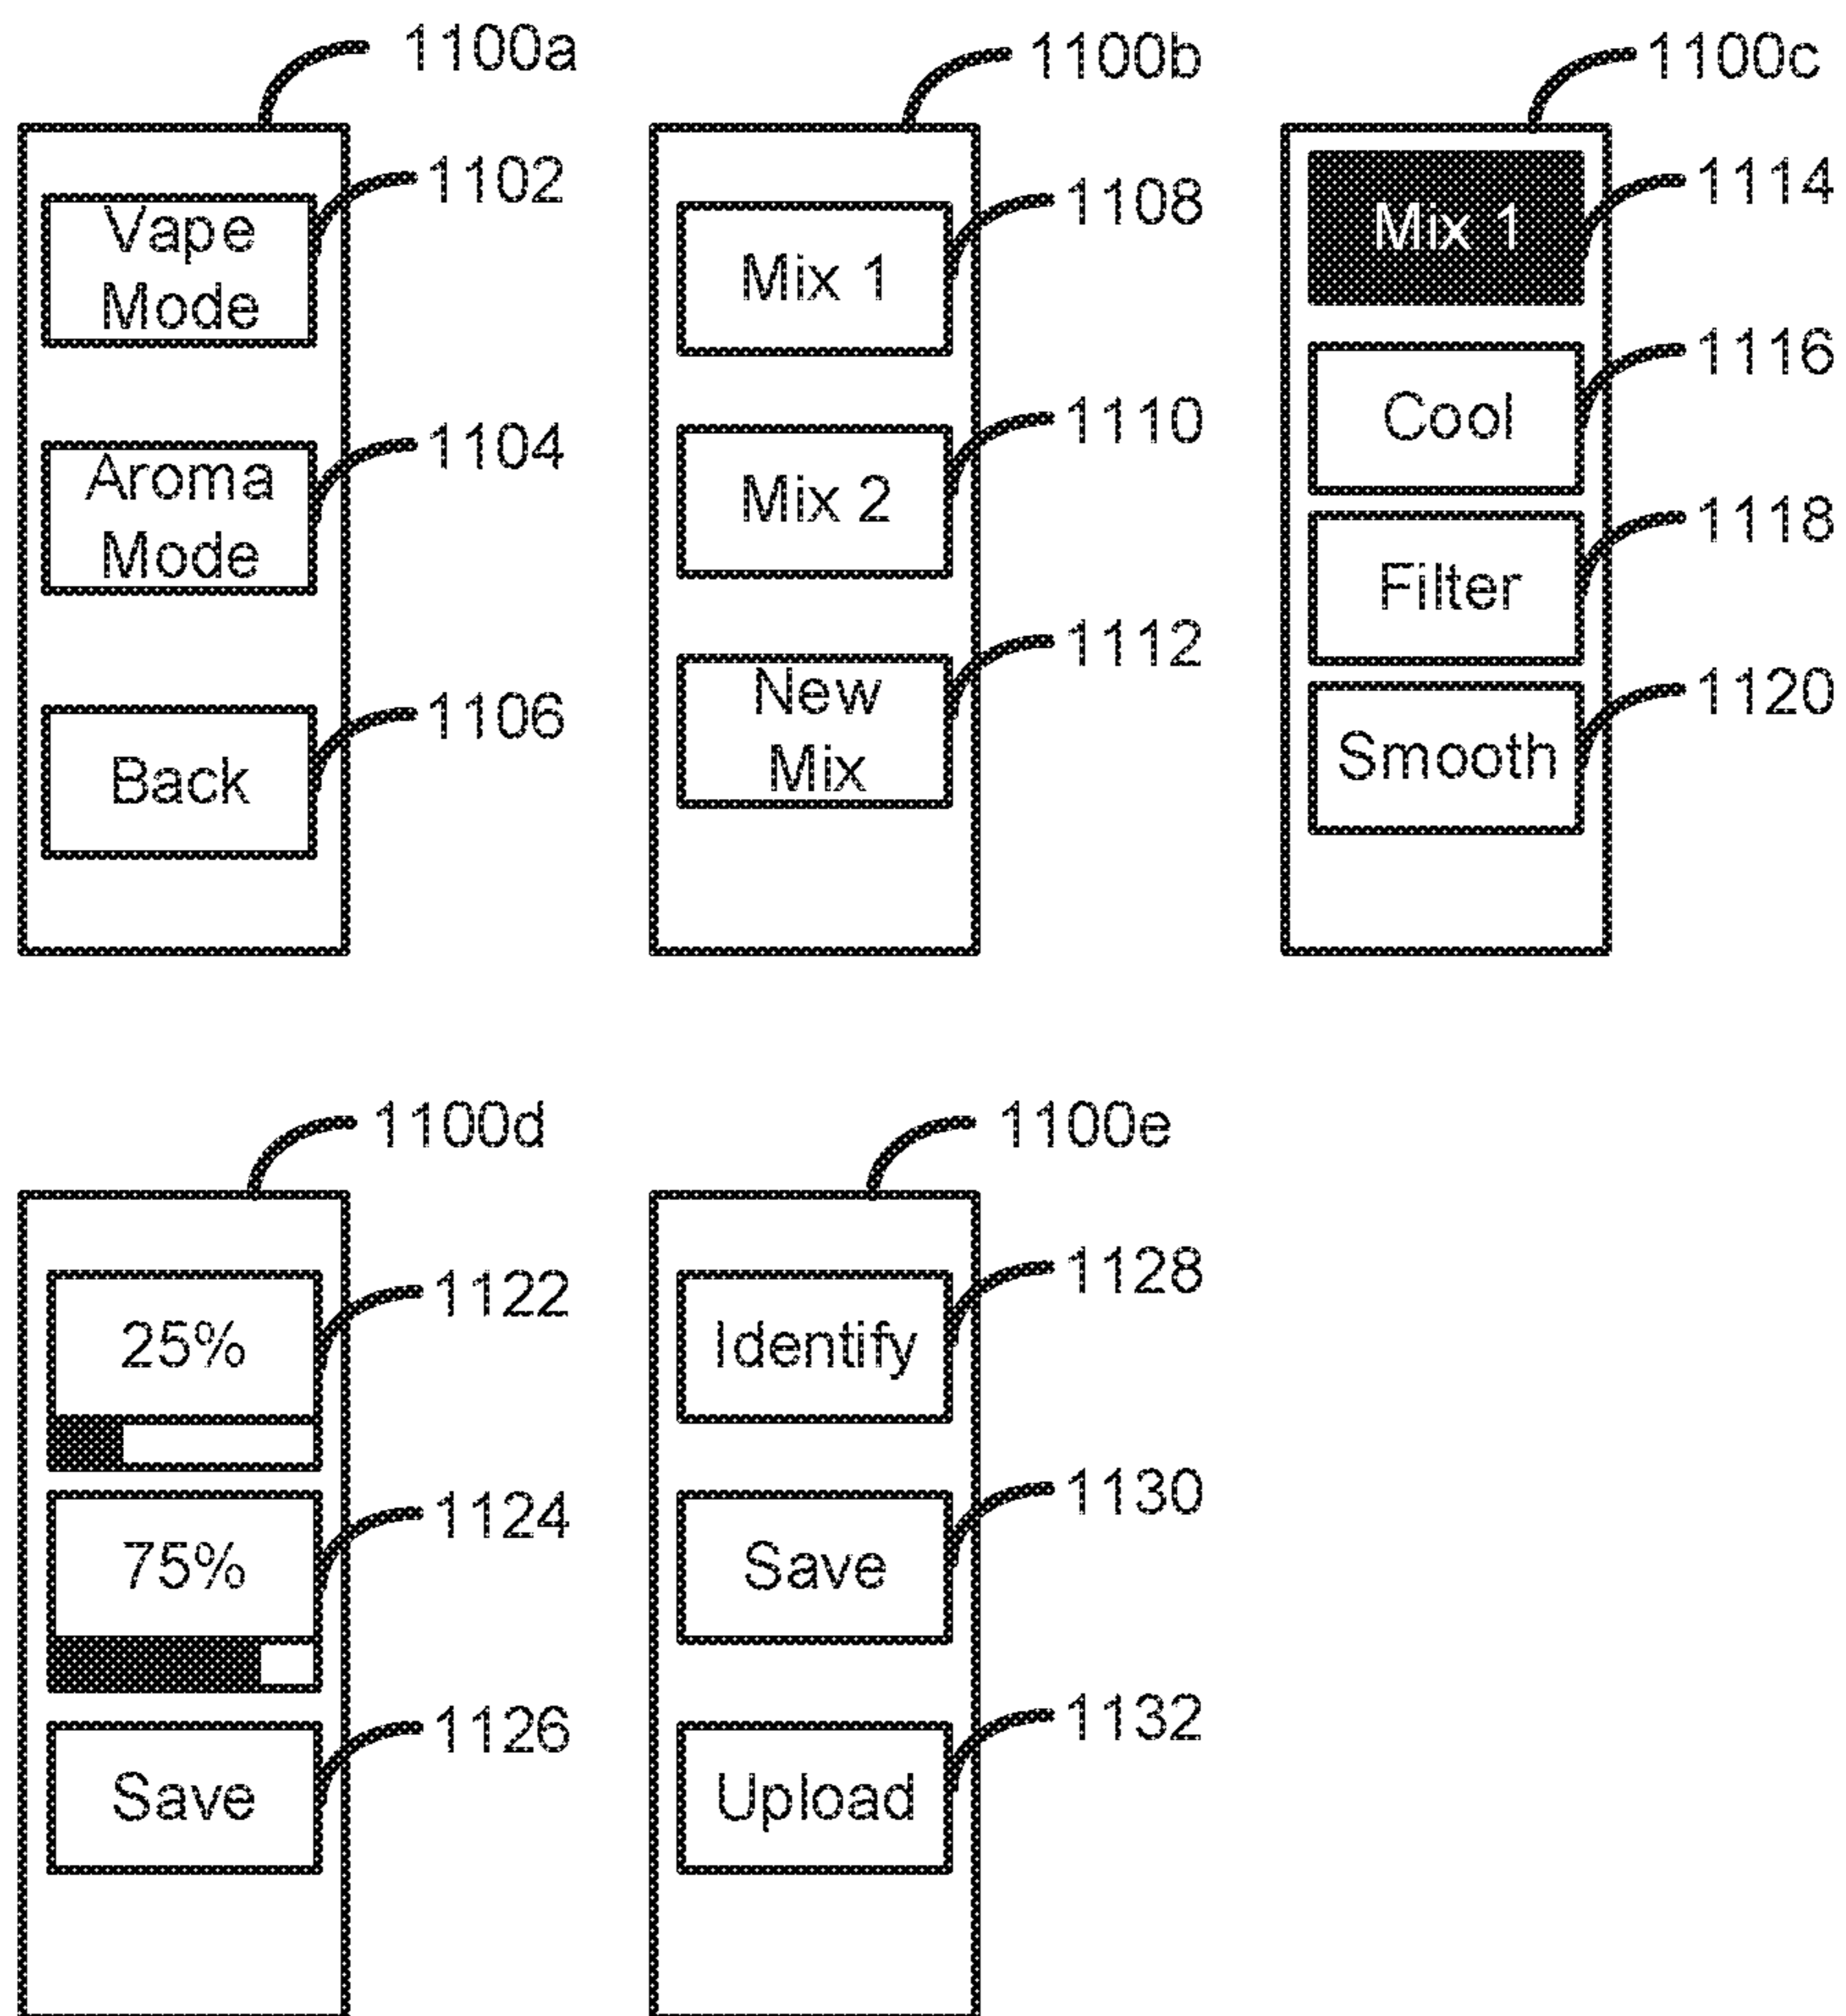 1100a
1102
Vape
Mode
1104
Aroma
Mode
1106
Back
1100b
1108
Mix 1
1110
Mix 2
1112
New
Mix
1100c
1114
Mix 1
1116
Cool
1118
Filter
1120
Smooth
1100d
1122
25%
1124
75%
1126
Save
1100e
1128
Identify
1130
Save
1132
Upload